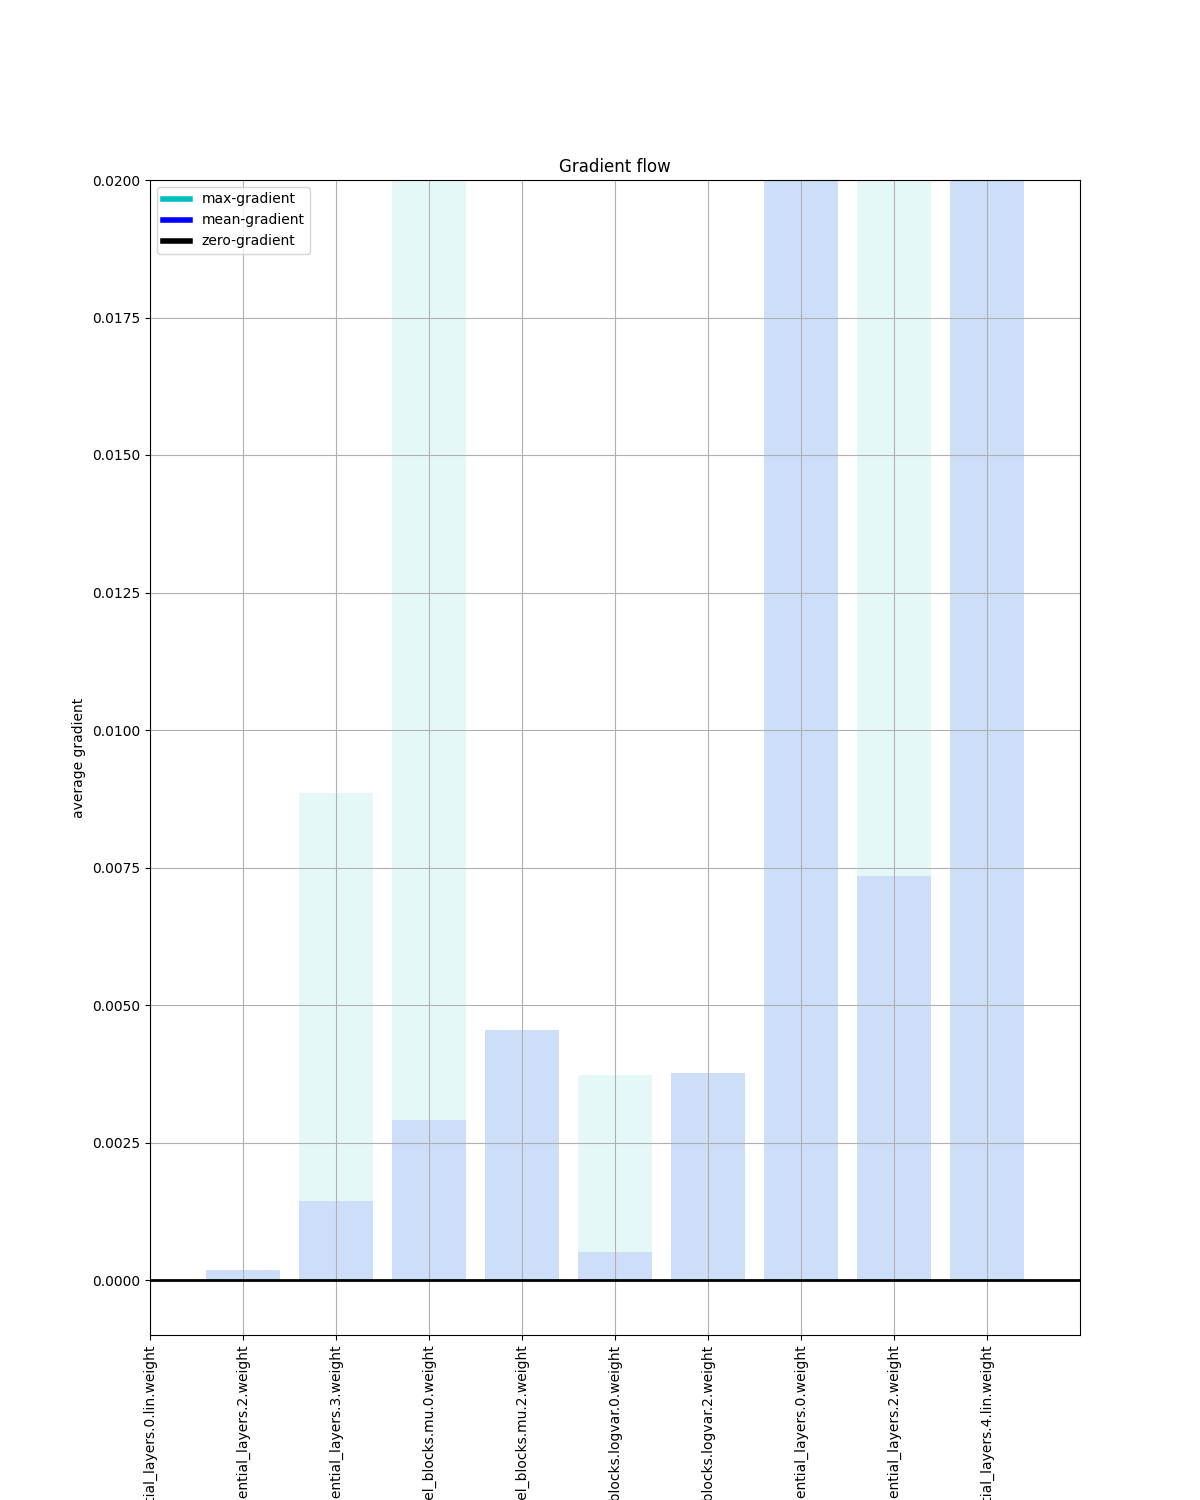 Gradient flow
max-gradient
mean-gradient
zero-gradient
0.0200
0.0175
0.0150
0.0125
0.0100
0.0075
0.0050
0.0025
0.0000
average gradient
tial_layers.0.lin.weight
ential_layers.2.weight
ential_layers.3.weight
el_blocks.mu.0.weight
el_blocks.mu.2.weight
blocks.logvar.0.weight
blocks.logvar.2.weight
ential_layers.0.weight
ential_layers.2.weight
tial_layers.4.lin.weight